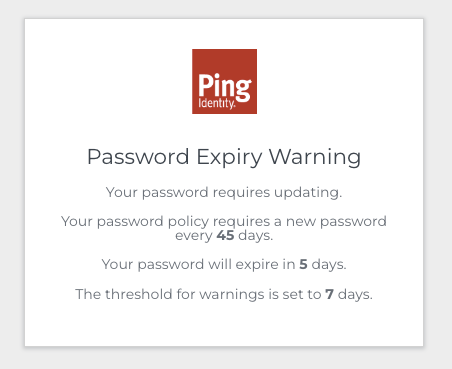 Ping
Identity.
Password Expiry Warning
Your password requires updating.
Your password policy requires a new password
every 45 days.
Your password will expire in 5 days.
The threshold for warnings is set to 7 days.